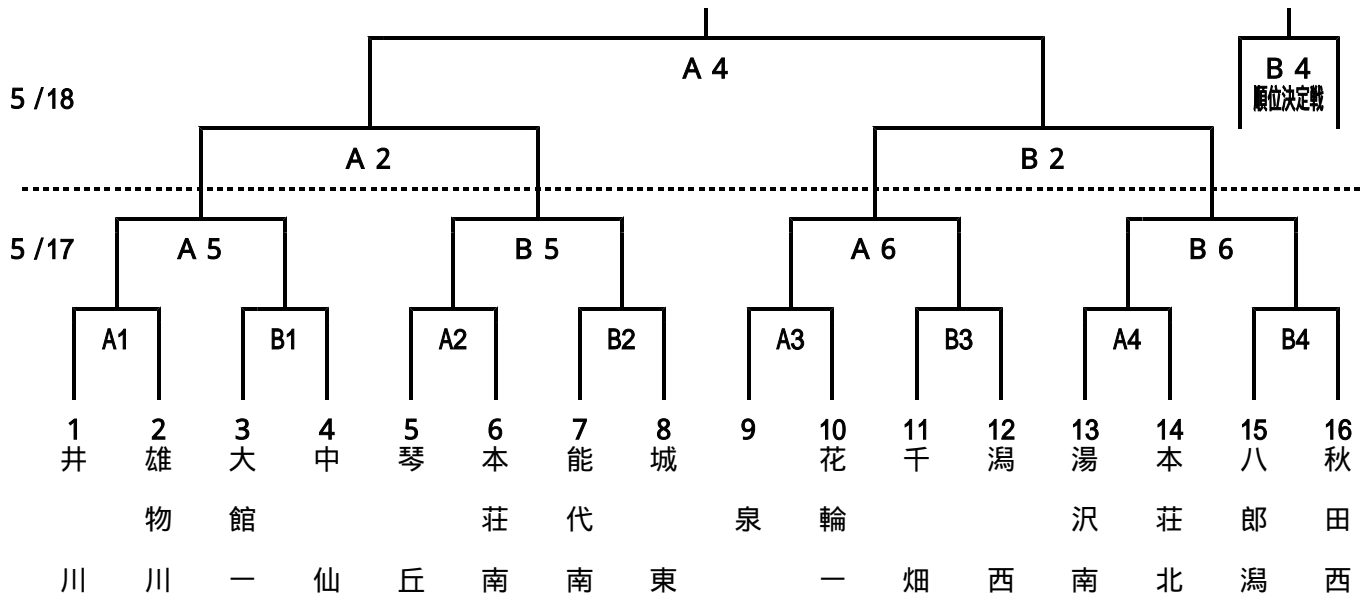 A 4
B 4
順位決定戦
5 /18
A 2
B 2
5 /17
A 5
B 5
A 6
B 6
A1
B1
A2
B2
A3
B3
A4
B4
1 井川
2 雄物川
3 大館一
4 中仙
5 琴丘
6 本荘南
7 能代南
8 城東
9 泉
10 花輪一
11 千畑
12 潟西
13 湯沢南
14 本荘北
15 八郎潟
16 秋田西